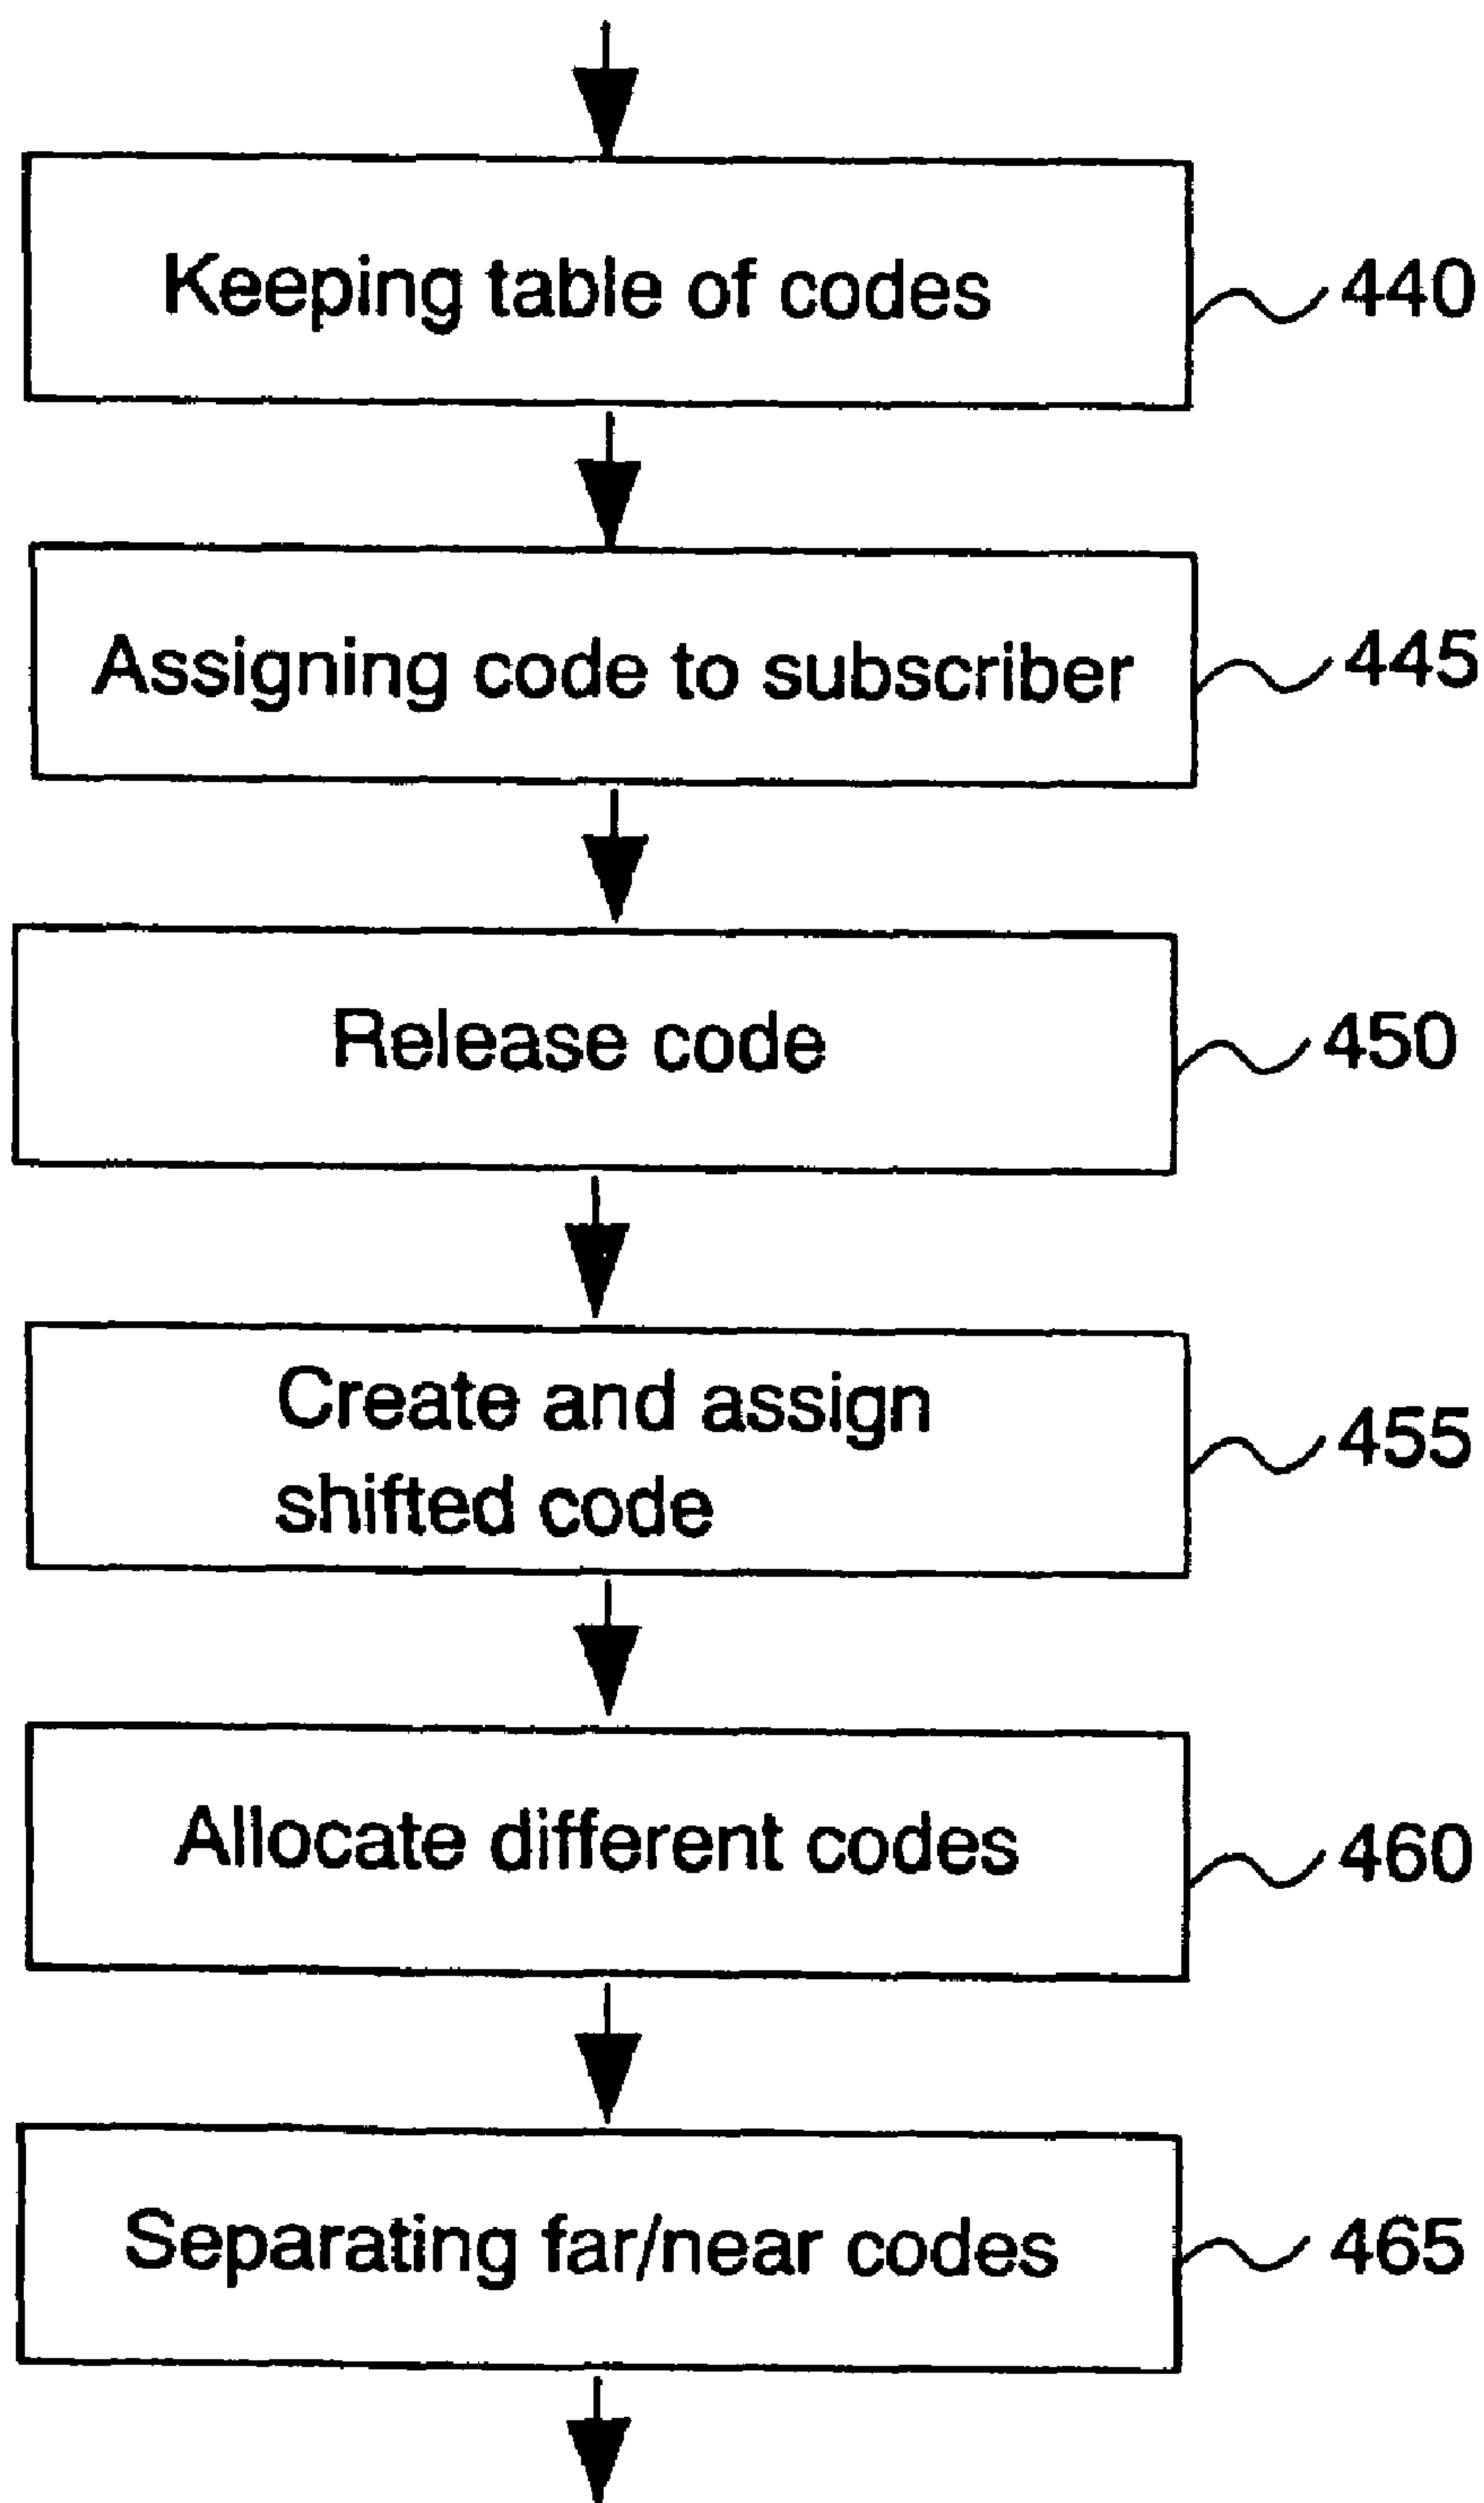 Keeping table of codes
440
Assigning code to subscriber
445
Release code
450
Create and assign
shifted code
455
Allocate different codes
460
Separating far/near codes
465